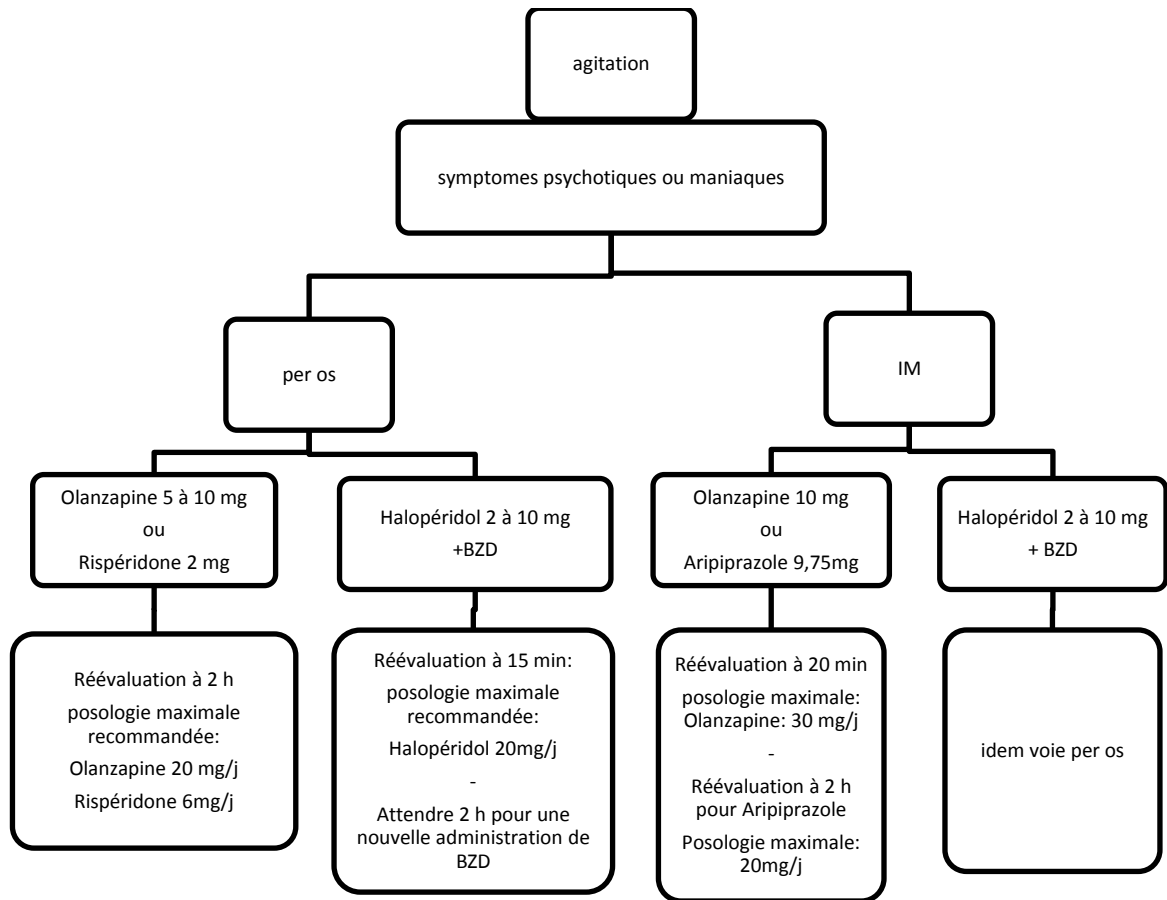 agitation
symptomes psychotiques ou maniaques
per os
IM
Olanzapine 5 à 10 mg
ou
Rispéridone 2 mg
Halopéridol 2 à 10 mg
+BZD
Olanzapine 10 mg
ou
Aripiprazole 9,75mg
Halopéridol 2 à 10 mg
+ BZD
Réévaluation à 2 h
posologie maximale
recommandée:
Olanzapine 20 mg/j
Rispéridone 6mg/j
Réévaluation à 15 min:
posologie maximale
recommandée:
Halopéridol 20mg/j
-
Attendre 2 h pour une
nouvelle administration de
BZD
Réévaluation à 20 min
posologie maximale:
Olanzapine: 30 mg/j
-
Réévaluation à 2 h
pour Aripiprazole
Posologie maximale:
20mg/j
idem voie per os